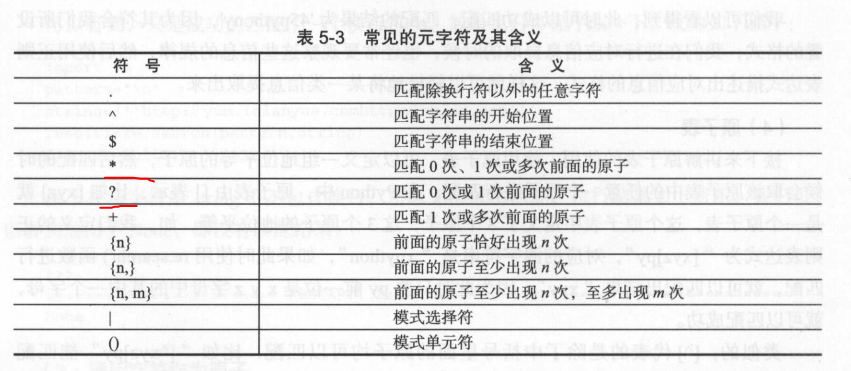 表 5-3 常见的元字符及其含义
符 号 含 义
. 匹配除换行符以外的任意字符
^ 匹配字符串的开始位置
$ 匹配字符串的结束位置
* 匹配 0 次、1 次或多次前面的原子
? 匹配 0 次或 1 次前面的原子
+ 匹配 1 次或多次前面的原子
{n} 前面的原子恰好出现 n 次
{n,} 前面的原子至少出现 n 次
{n, m} 前面的原子至少出现 n 次，至多出现 m 次
| 模式选择符
() 模式单元符